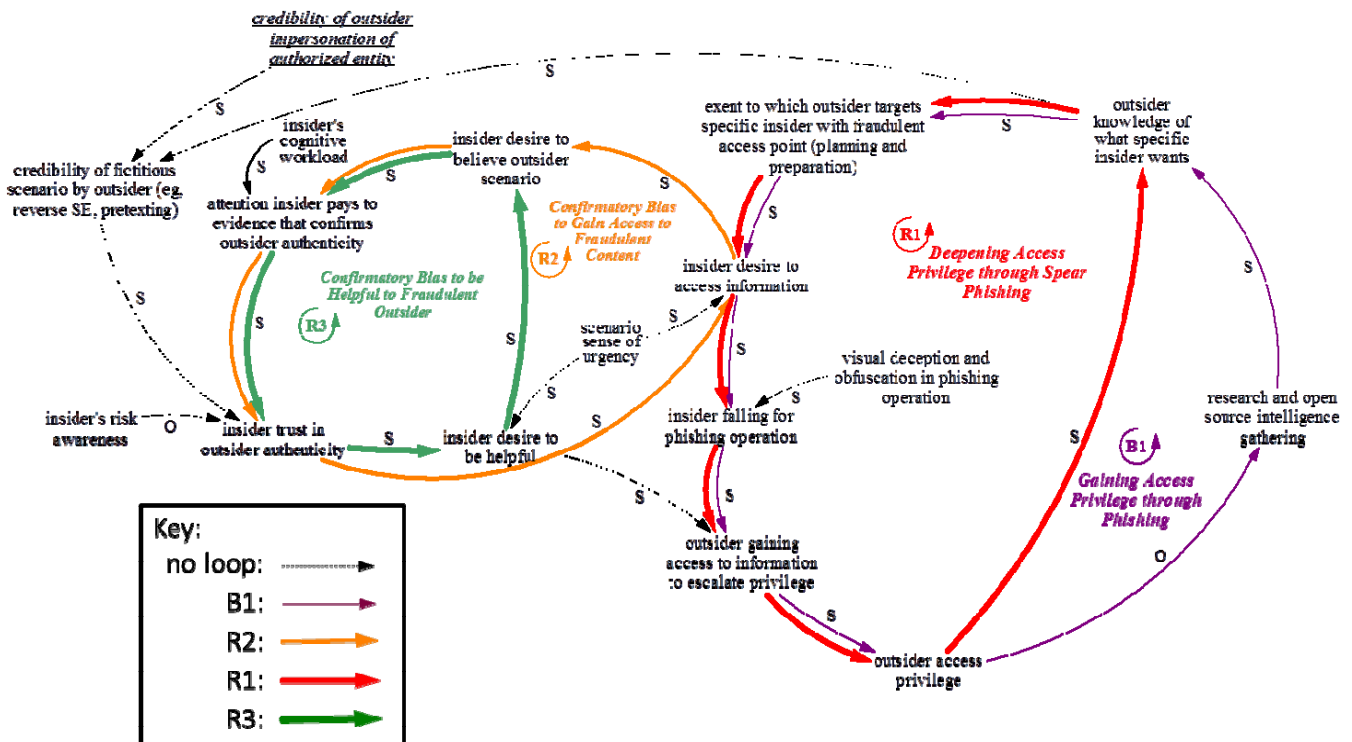 credibility of outsider
impersonation of
authorized entity
S
S
S
insider's
cognitive
workload
S
credibility of fictitious
scenario by outsider (eg,
reverse SE, pretexting)
insider desire to
believe outsider
scenario
S
attention insider pays to
evidence that confirms
outsider authenticity
exent to which outsider targets
specific insider with fraudulent
access point (planning and
preparation)
S
outsider
knowledge of
what specific
insider wants
S
S
Confirmatory Bias
to Gain Access to
Fraudulent
Content
R2
R1
Deepening Access
Privilege through Spear
Phishing
insider desire to
access information
S
Confirmatory Bias to be
Helpful to Fraudulent
Outsider
R3
S
S
scenario
sense of
urgency
S
S
S
S
visual deception and
obfuscation in phishing
operation
S
insider's risk
awareness
O
insider trust in
outsider authenticity
S
insider desire to
be helpful
S
insider falling for
phishing operation
S
research and open
source intelligence
gathering
B1
Gaining Access
Privilege through
Phishing
S
S
outsider gaining
access to information
to escalate privilege
O
S
outsider access
privilege
Key:
no loop:
B1:
R2:
R1:
R3: